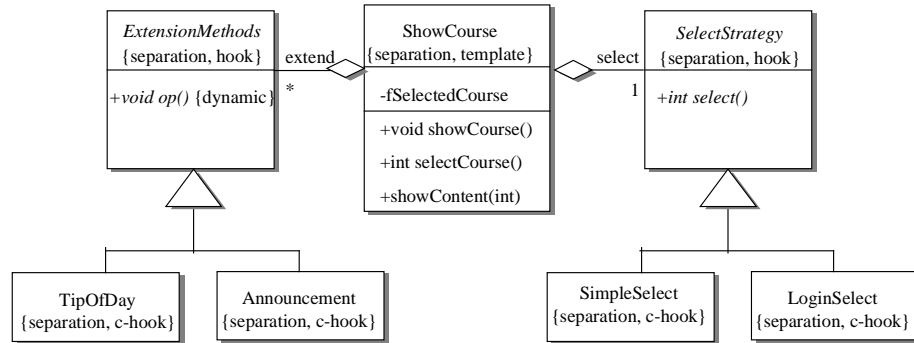 ExtensionMethods
{separation, hook}
+void op() {dynamic}
extend
*
ShowCourse
{separation, template}
-fSelectedCourse
+void showCourse()
+int selectCourse()
+showContent(int)
select
1
SelectStrategy
{separation, hook}
+int select()
TipOfDay
{separation, c-hook}
Announcement
{separation, c-hook}
SimpleSelect
{separation, c-hook}
LoginSelect
{separation, c-hook}